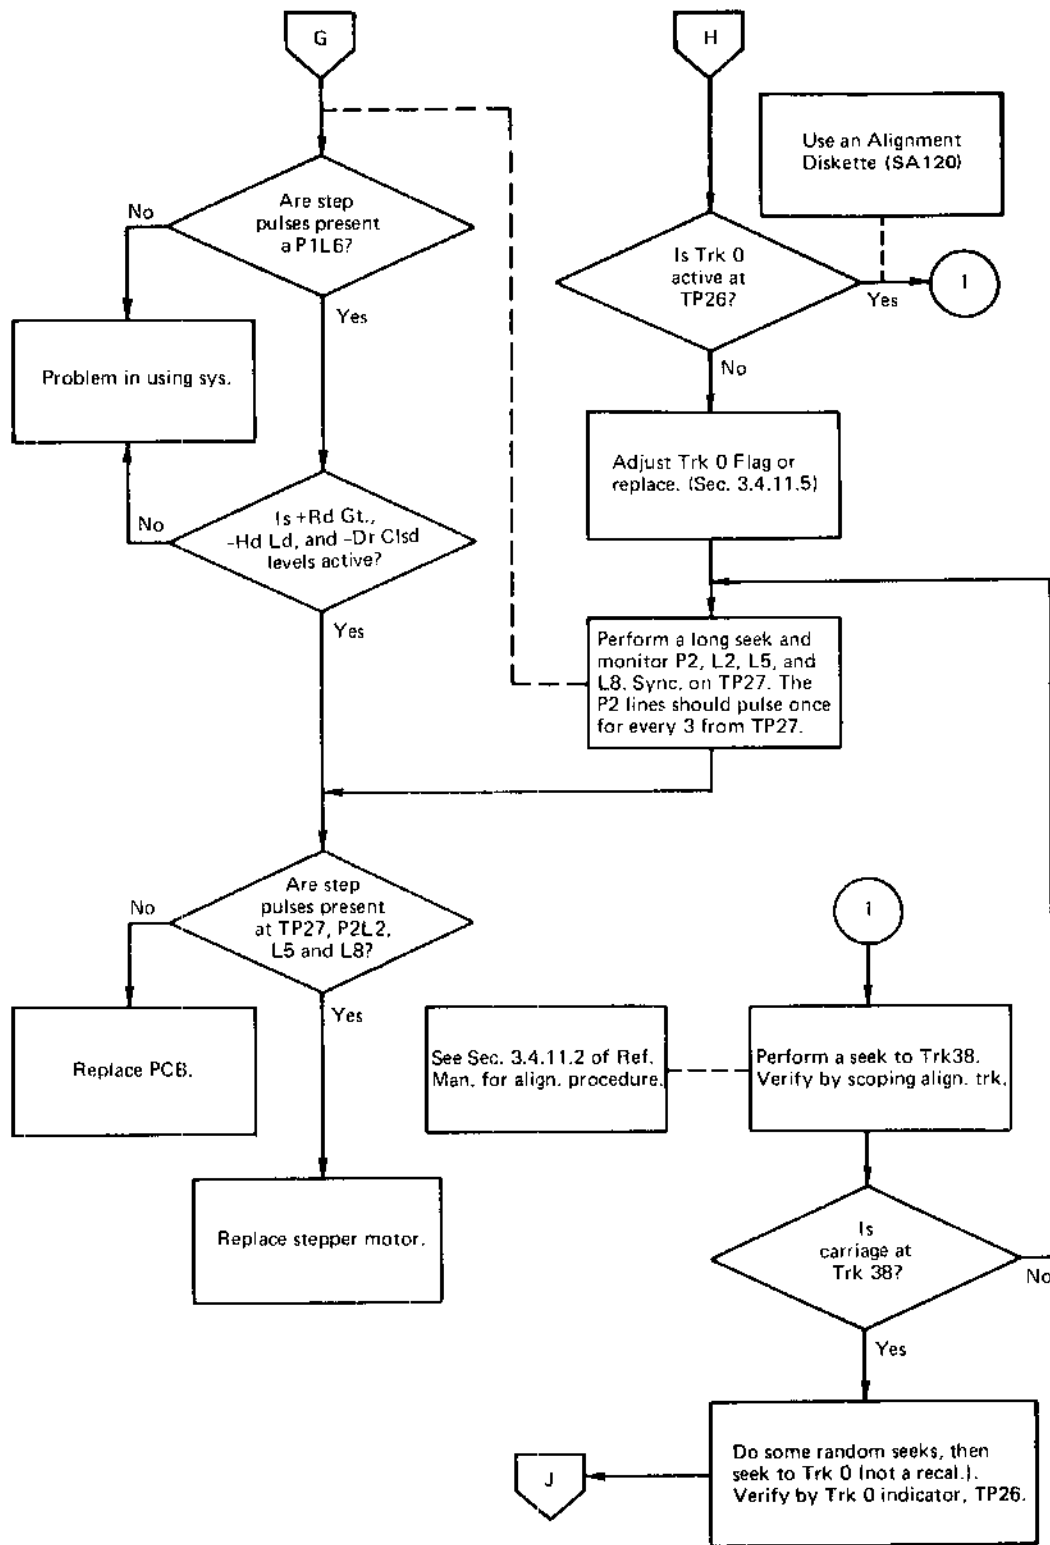 G
H
Use an Alignment
Diskette (SA120)
Are step
pulses present
a P1L6?
No
Yes
Is Trk 0
active at
TP26?
Yes
1
No
Problem in using sys.
Adjust Trk 0 Flag or
replace. (Sec. 3.4.11.5)
Is +Rd Gt.,
-Hd Ld, and -Dr Clsd
levels active?
No
Yes
Perform a long seek and
monitor P2, L2, L5, and
L8. Sync. on TP27. The
P2 lines should pulse once
for every 3 from TP27.
Are step
pulses present
at TP27, P2L2,
L5 and L8?
No
Yes
1
Replace PCB.
See Sec. 3.4.11.2 of Ref.
Man. for align. procedure.
Perform a seek to Trk38.
Verify by scoping align. trk.
Replace stepper motor.
Is
carriage at
Trk 38?
No
Yes
Do some random seeks, then
seek to Trk 0 (not a recal.).
Verify by Trk 0 indicator, TP26.
J